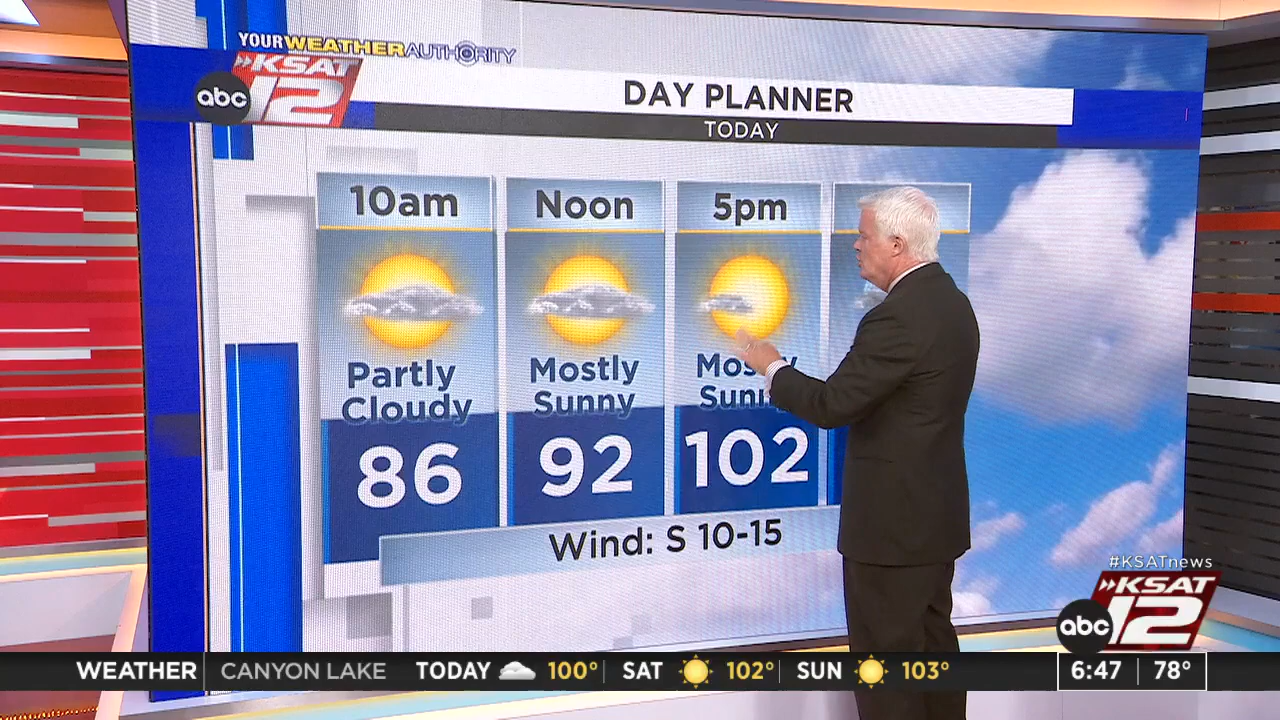 YOUR WEATHER AUTHORITY
»KSAT
abc 12
DAY PLANNER
TODAY
10am
Noon
5pm
Partly
Cloudy
Mostly
Sunny
86
92
102
Wind: S 10-15
#KSATnews
»KSAT
abc 12
WEATHER CANYON LAKE TODAY 100° SAT 102° SUN 103° 6:47 78°